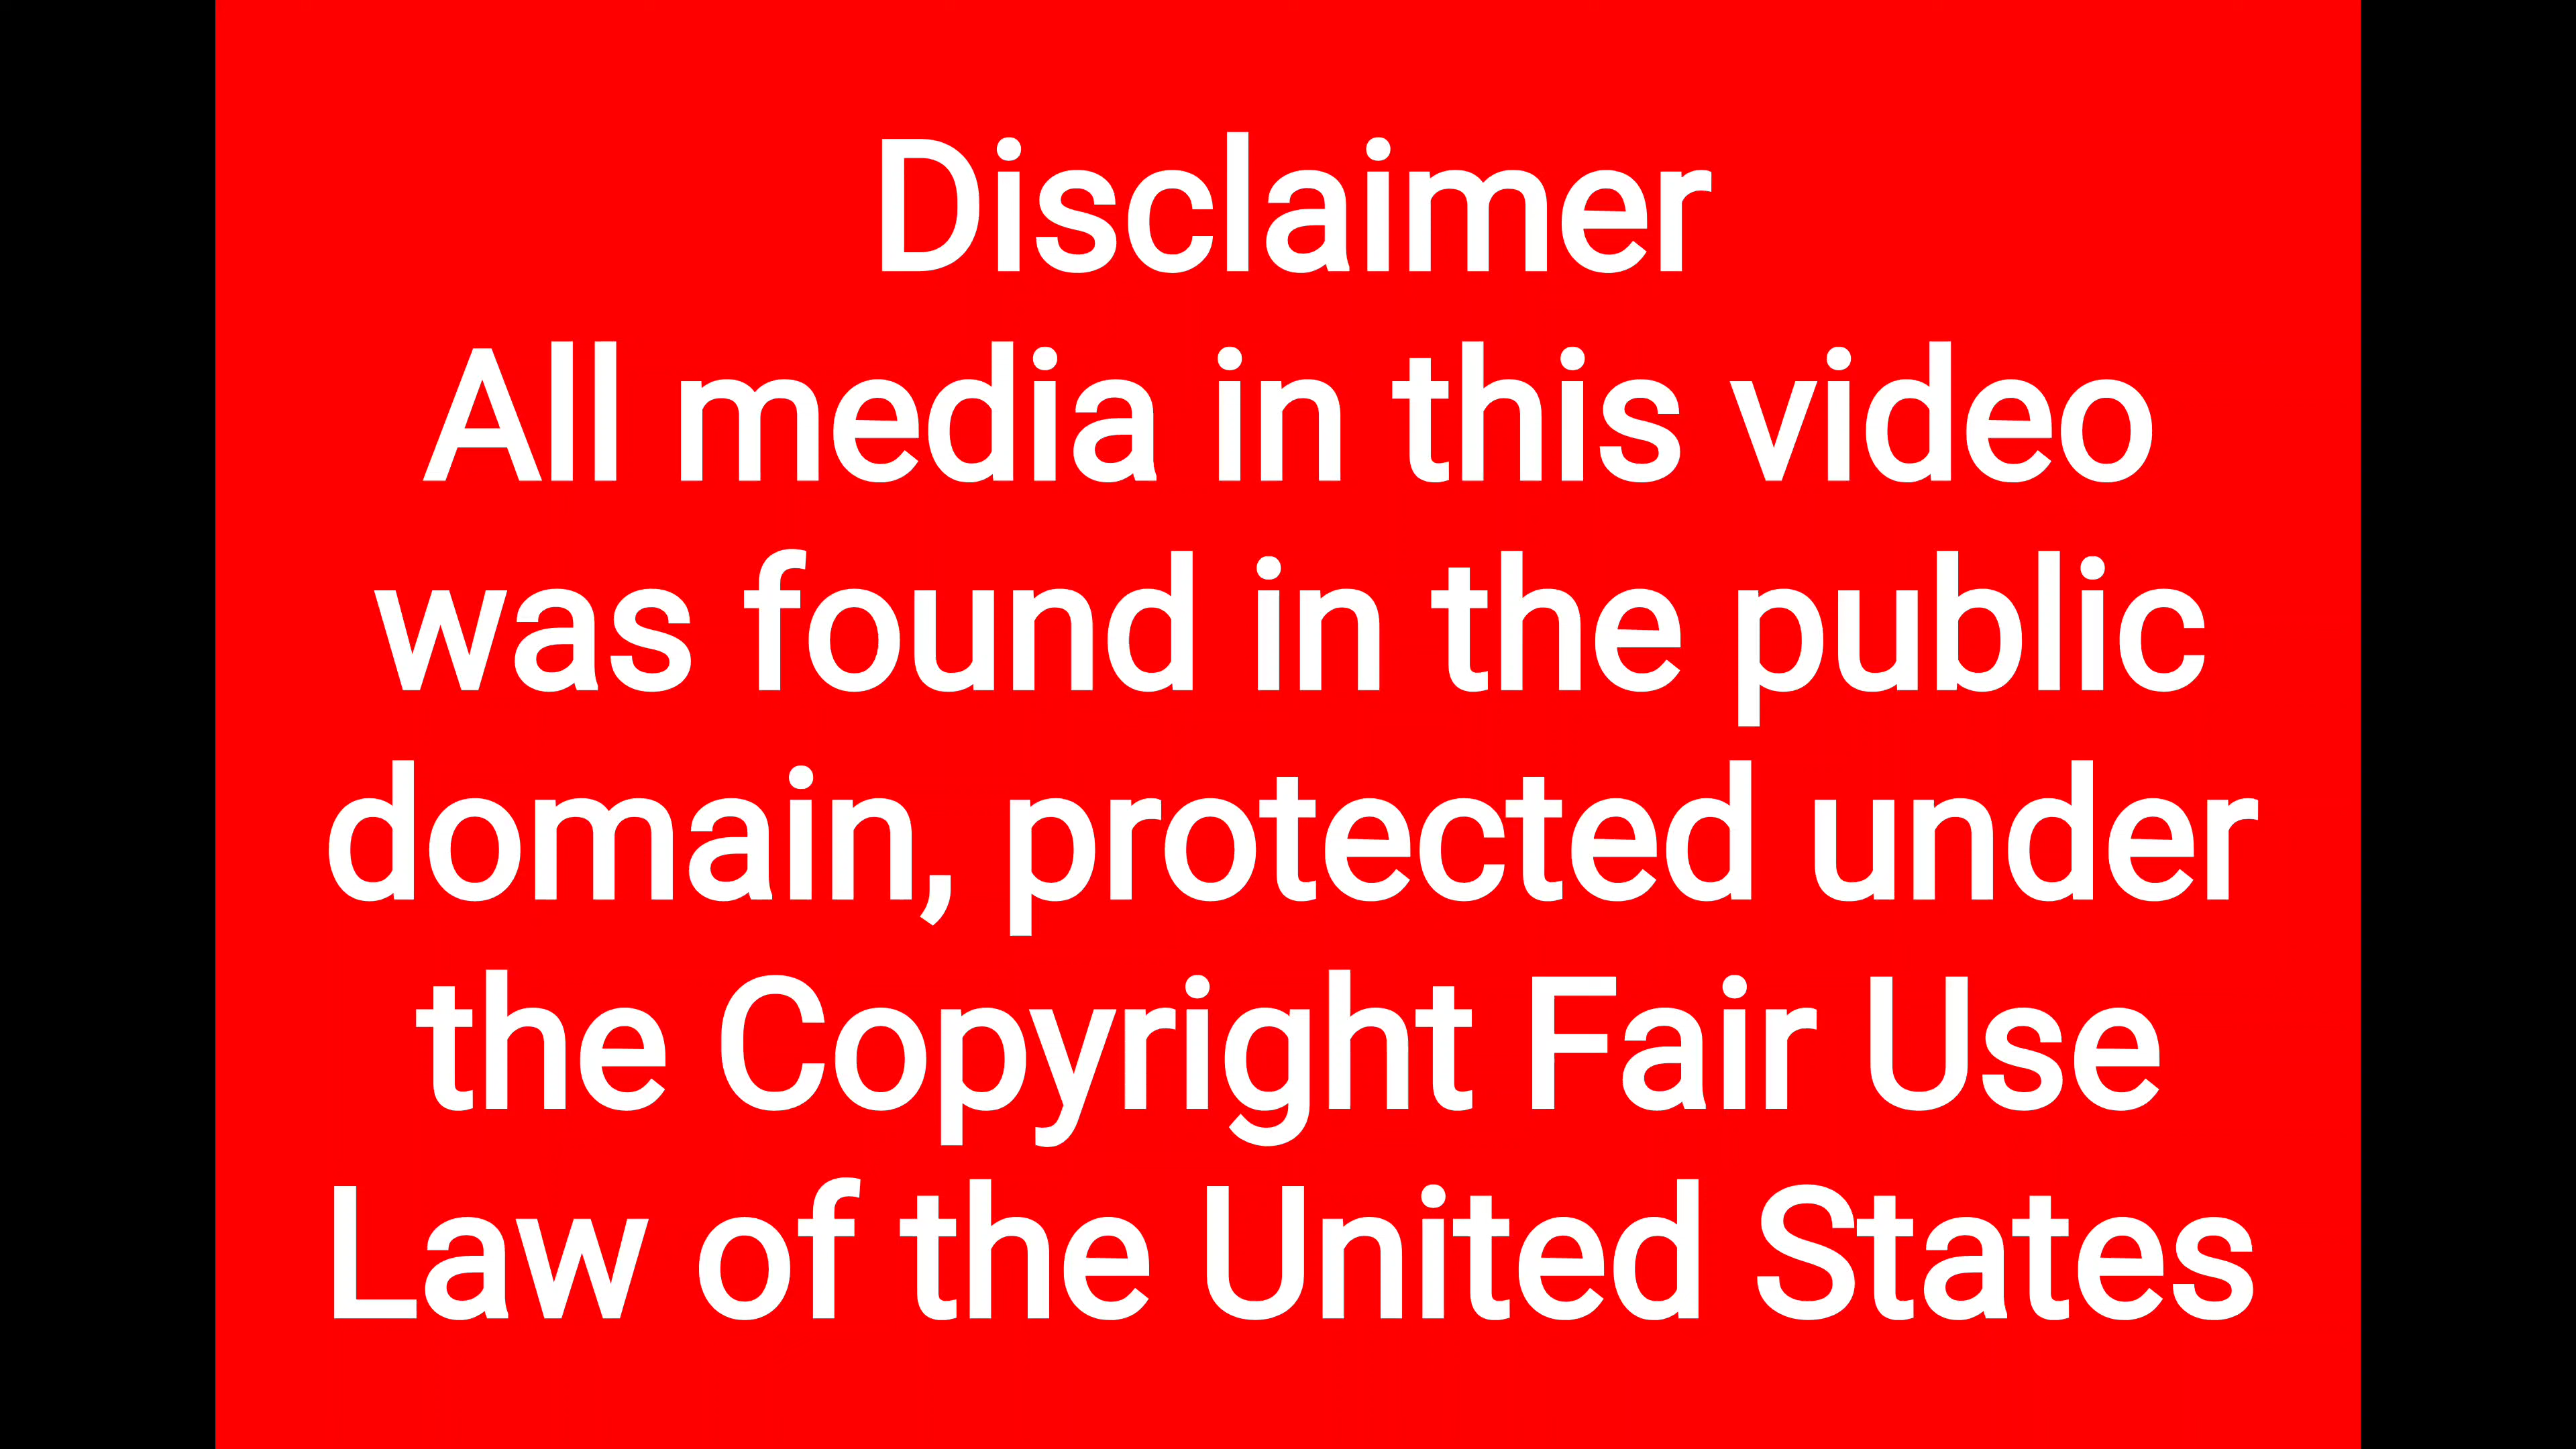 Disclaimer
All media in this video
was found in the public
domain, protected under
the Copyright Fair Use
Law of the United States